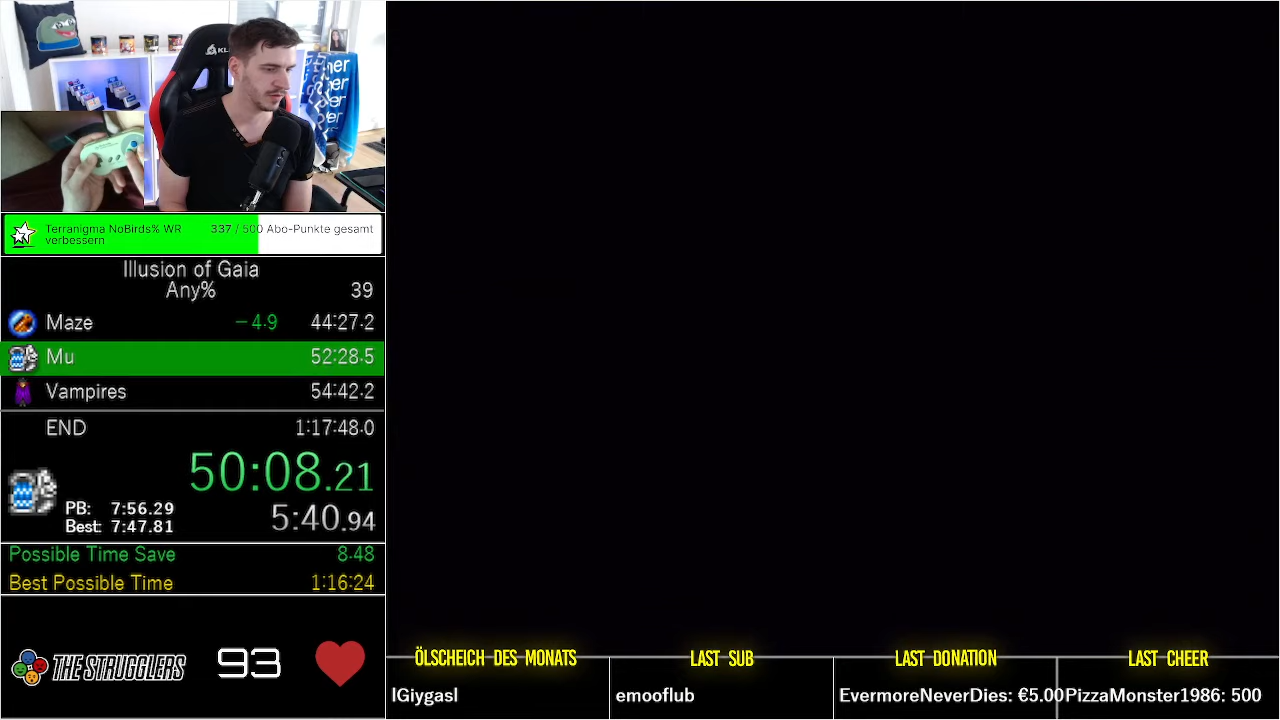 Terranigma NoBirds% WR
verbessern
337 / 500 Abo-Punkte gesamt
Illusion of Gaia
Any% 39
Maze −4.9 44:27.2
Mu 52:28.5
Vampires 54:42.2
END 1:17:48.0
50:08.21
PB: 7:56.29
Best: 7:47.81
5:40.94
Possible Time Save 8.48
Best Possible Time 1:16:24
THE STRUGGLERS 93
ÖLSCHEICH DES MONATS
lGiygasl
LAST SUB
emooflub
LAST DONATION
EvermoreNeverDies: €5.00
LAST CHEER
PizzaMonster1986: 500